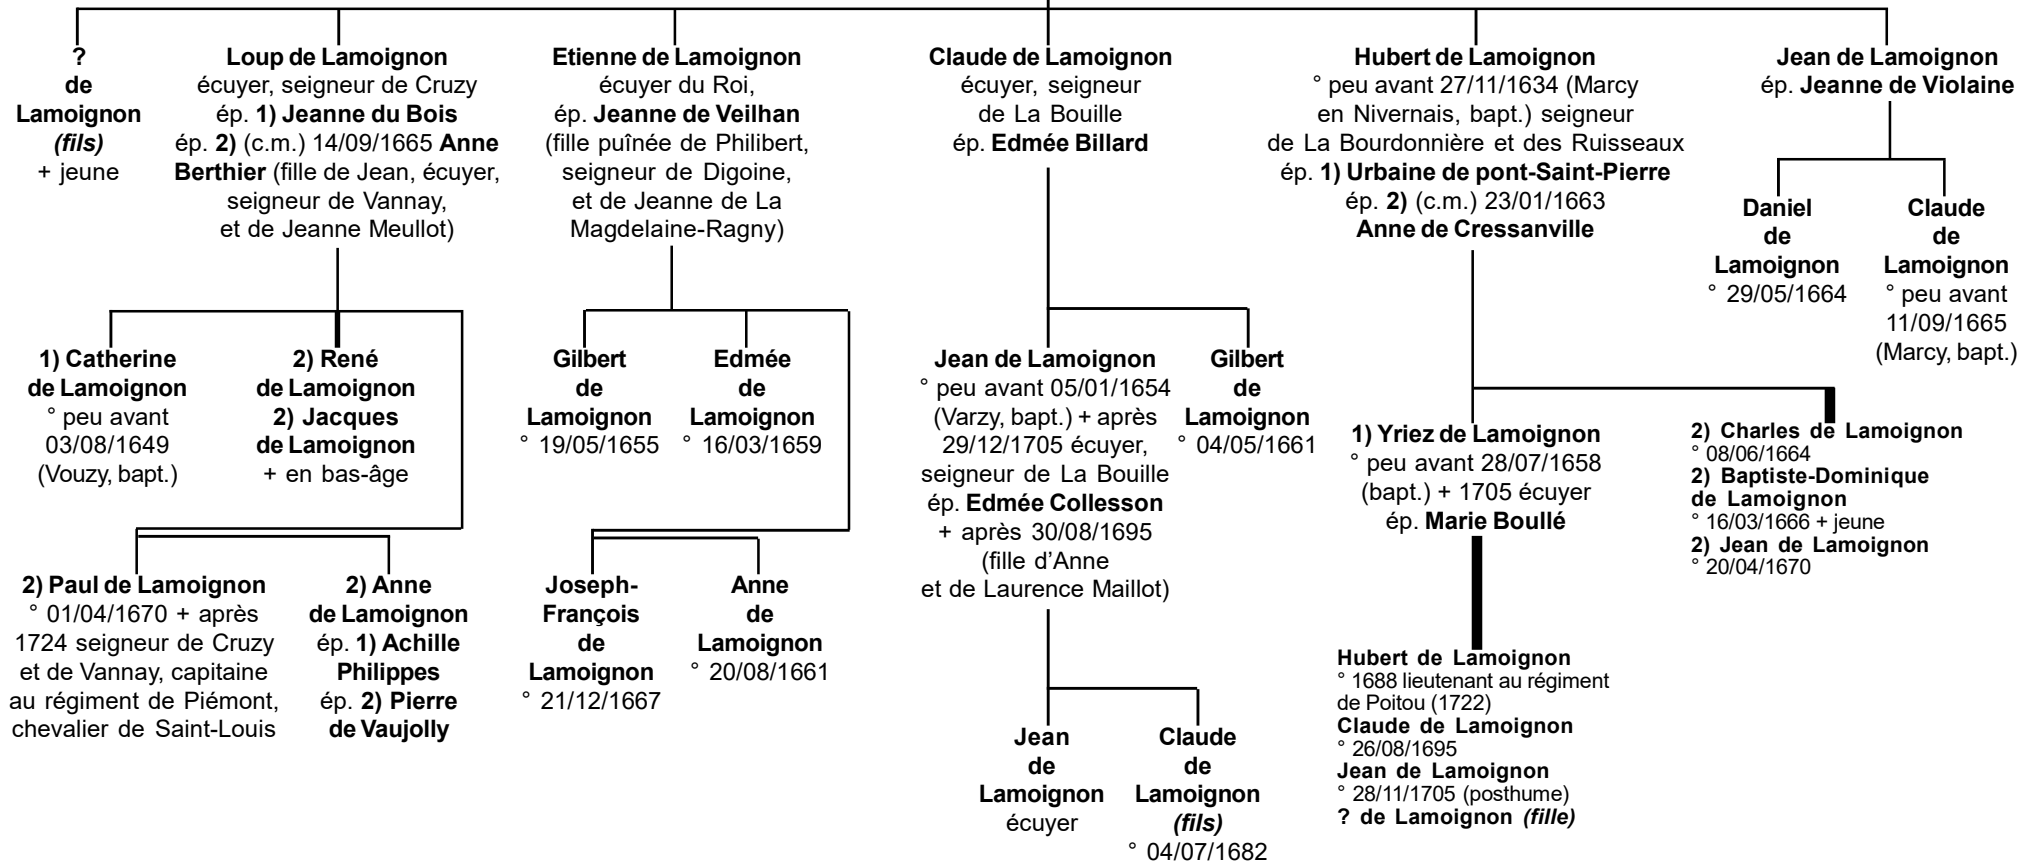 ?
de
Lamoignon
(fils)
+ jeune
Loup de Lamoignon
écuyer, seigneur de Cruzy
ép. 1) Jeanne du Bois
ép. 2) (c.m.) 14/09/1665 Anne
Berthier (fille de Jean, écuyer,
seigneur de Vannay,
et de Jeanne Meullot)
Etienne de Lamoignon
écuyer du Roi,
ép. Jeanne de Veilhan
(fille puînée de Philibert,
seigneur de Digoine,
et de Jeanne de La
Magdelaine-Ragny)
Claude de Lamoignon
écuyer, seigneur
de La Bouille
ép. Edmée Billard
Hubert de Lamoignon
° peu avant 27/11/1634 (Marcy
en Nivernais, bapt.) seigneur
de La Bourdonnière et des Ruisseaux
ép. 1) Urbaine de pont-Saint-Pierre
ép. 2) (c.m.) 23/01/1663
Anne de Cressanville
Jean de Lamoignon
ép. Jeanne de Violaine
Daniel
de
Lamoignon
° 29/05/1664
Claude
de
Lamoignon
° peu avant
11/09/1665
(Marcy, bapt.)
1) Catherine
de Lamoignon
° peu avant
03/08/1649
(Vouzy, bapt.)
2) René
de Lamoignon
2) Jacques
de Lamoignon
+ en bas-âge
Gilbert
de
Lamoignon
° 19/05/1655
Edmée
de
Lamoignon
° 16/03/1659
Jean de Lamoignon
° peu avant 05/01/1654
(Varzy, bapt.) + après
29/12/1705 écuyer,
seigneur de La Bouille
ép. Edmée Collesson
+ après 30/08/1695
(fille d’Anne
et de Laurence Maillot)
Gilbert
de
Lamoignon
° 04/05/1661
1) Yriez de Lamoignon
° peu avant 28/07/1658
(bapt.) + 1705 écuyer
ép. Marie Boullé
2) Charles de Lamoignon
° 08/06/1664
2) Baptiste-Dominique
de Lamoignon
° 16/03/1666 + jeune
2) Jean de Lamoignon
° 20/04/1670
2) Paul de Lamoignon
° 01/04/1670 + après
1724 seigneur de Cruzy
et de Vannay, capitaine
au régiment de Piémont,
chevalier de Saint-Louis
2) Anne
de Lamoignon
ép. 1) Achille
Philippes
ép. 2) Pierre
de Vaujolly
Joseph-
François
de
Lamoignon
° 21/12/1667
Anne
de
Lamoignon
° 20/08/1661
Jean
de
Lamoignon
écuyer
Claude
de
Lamoignon
(fils)
° 04/07/1682
Hubert de Lamoignon
° 1688 lieutenant au régiment
de Poitou (1722)
Claude de Lamoignon
° 26/08/1695
Jean de Lamoignon
° 28/11/1705 (posthume)
? de Lamoignon (fille)